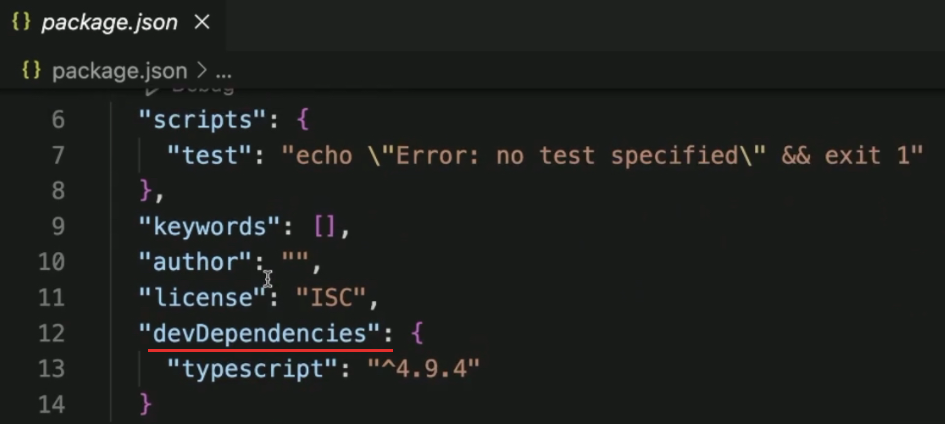 {} package.json ×
{} package.json > ...
Debug
6 "scripts": {
7 "test": "echo \"Error: no test specified\" && exit 1"
8 },
9 "keywords": [],
10 "author": "",
11 "license": "ISC",
12 "devDependencies": {
13 "typescript": "^4.9.4"
14 }